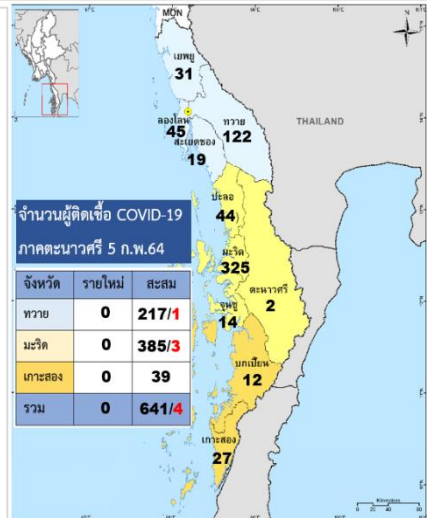 MON
เยพยู
31
ลองโลน
45
ทวาย
122
สะเยดชอง
19
THAILAND
ปะลอ
44
มะริด
325
ตะนาวศรี
2
จุนซู
14
บกเปี้ยน
12
เกาะสอง
27
จำนวนผู้ติดเชื้อ COVID-19
ภาคตะนาวศรี 5 ก.พ.64
จังหวัด รายใหม่ สะสม
ทวาย 0 217/1
มะริด 0 385/3
เกาะสอง 0 39
รวม 0 641/4
Kilometers